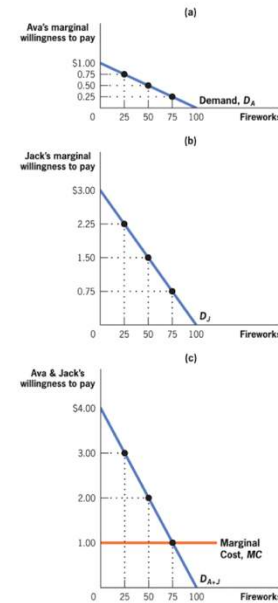 (a)
Ava's marginal
willingness to pay
$1.00
0.75
0.50
0.25
Demand, DA
0 25 50 75 100 Fireworks
(b)
Jack's marginal
willingness to pay
$3.00
2.25
1.50
0.75
DJ
0 25 50 75 100 Fireworks
(c)
Ava & Jack's
willingness to pay
$4.00
3.00
2.00
1.00
Marginal
Cost, MC
DA+J
0 25 50 75 100 Fireworks